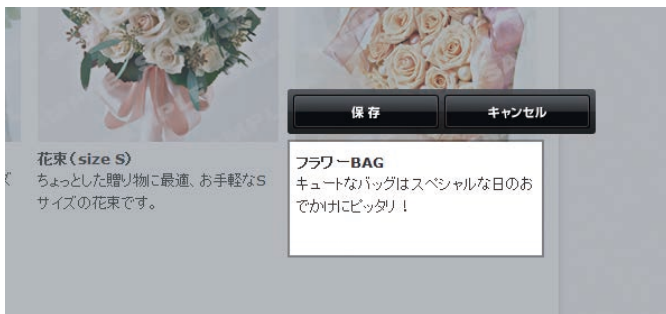 保存
キャンセル
花束(size S)
ちょっとした贈り物に最適、お手軽なS
サイズの花束です。
フラワーBAG
キュートなバッグはスペシャルな日のお
でかけにピッタリ！